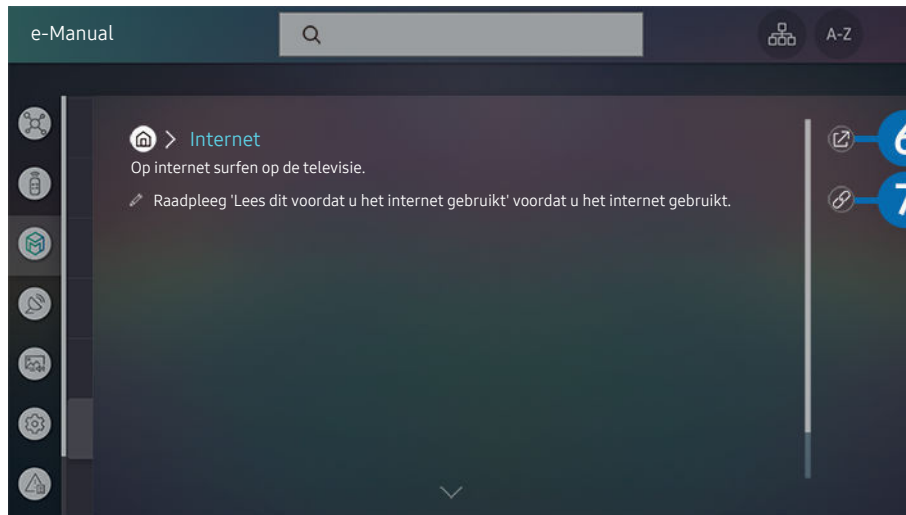 e-Manual
A-Z
> Internet
Op internet surfen op de televisie.
Raadpleeg 'Lees dit voordat u het internet gebruikt' voordat u het internet gebruikt.
6
7